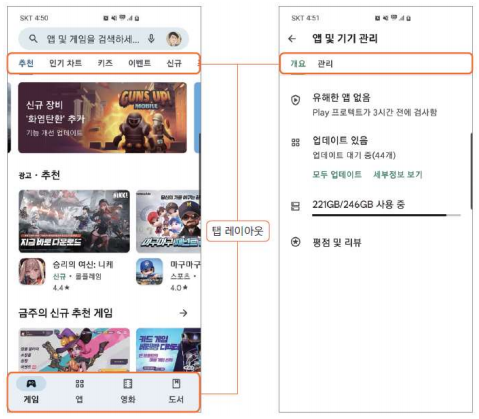 SKT 4:50
앱 및 게임을 검색하세...
추천 인기 차트 키즈 이벤트 신규
신규 장비
'화염탄환' 추가
기능 개선 업데이트
GUNS UP!
MOBILE
광고 · 추천
NIKKE
지금 바로 다운로드
마구마구
승리의 여신: 니케
신규 · 롤플레잉
4.4★
마구마구
스포츠 ·
4.0★
금주의 신규 추천 게임
카드 게임
게임 앱 영화 도서
탭 레이아웃
SKT 4:51
앱 및 기기 관리
개요 관리
유해한 앱 없음
Play 프로텍트가 3시간 전에 검사함
업데이트 있음
업데이트 대기 중(44개)
모두 업데이트 세부정보 보기
221GB/246GB 사용 중
평점 및 리뷰